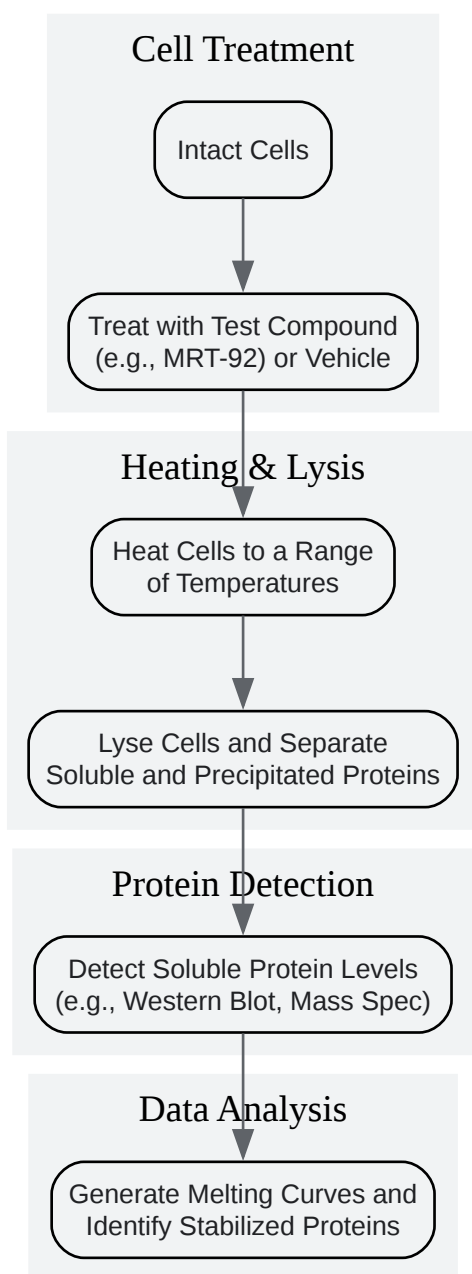 Cell Treatment
Intact Cells
Treat with Test Compound
(e.g., MRT-92) or Vehicle
Heating & Lysis
Heat Cells to a Range
of Temperatures
Lyse Cells and Separate
Soluble and Precipitated Proteins
Protein Detection
Detect Soluble Protein Levels
(e.g., Western Blot, Mass Spec)
Data Analysis
Generate Melting Curves and
Identify Stabilized Proteins